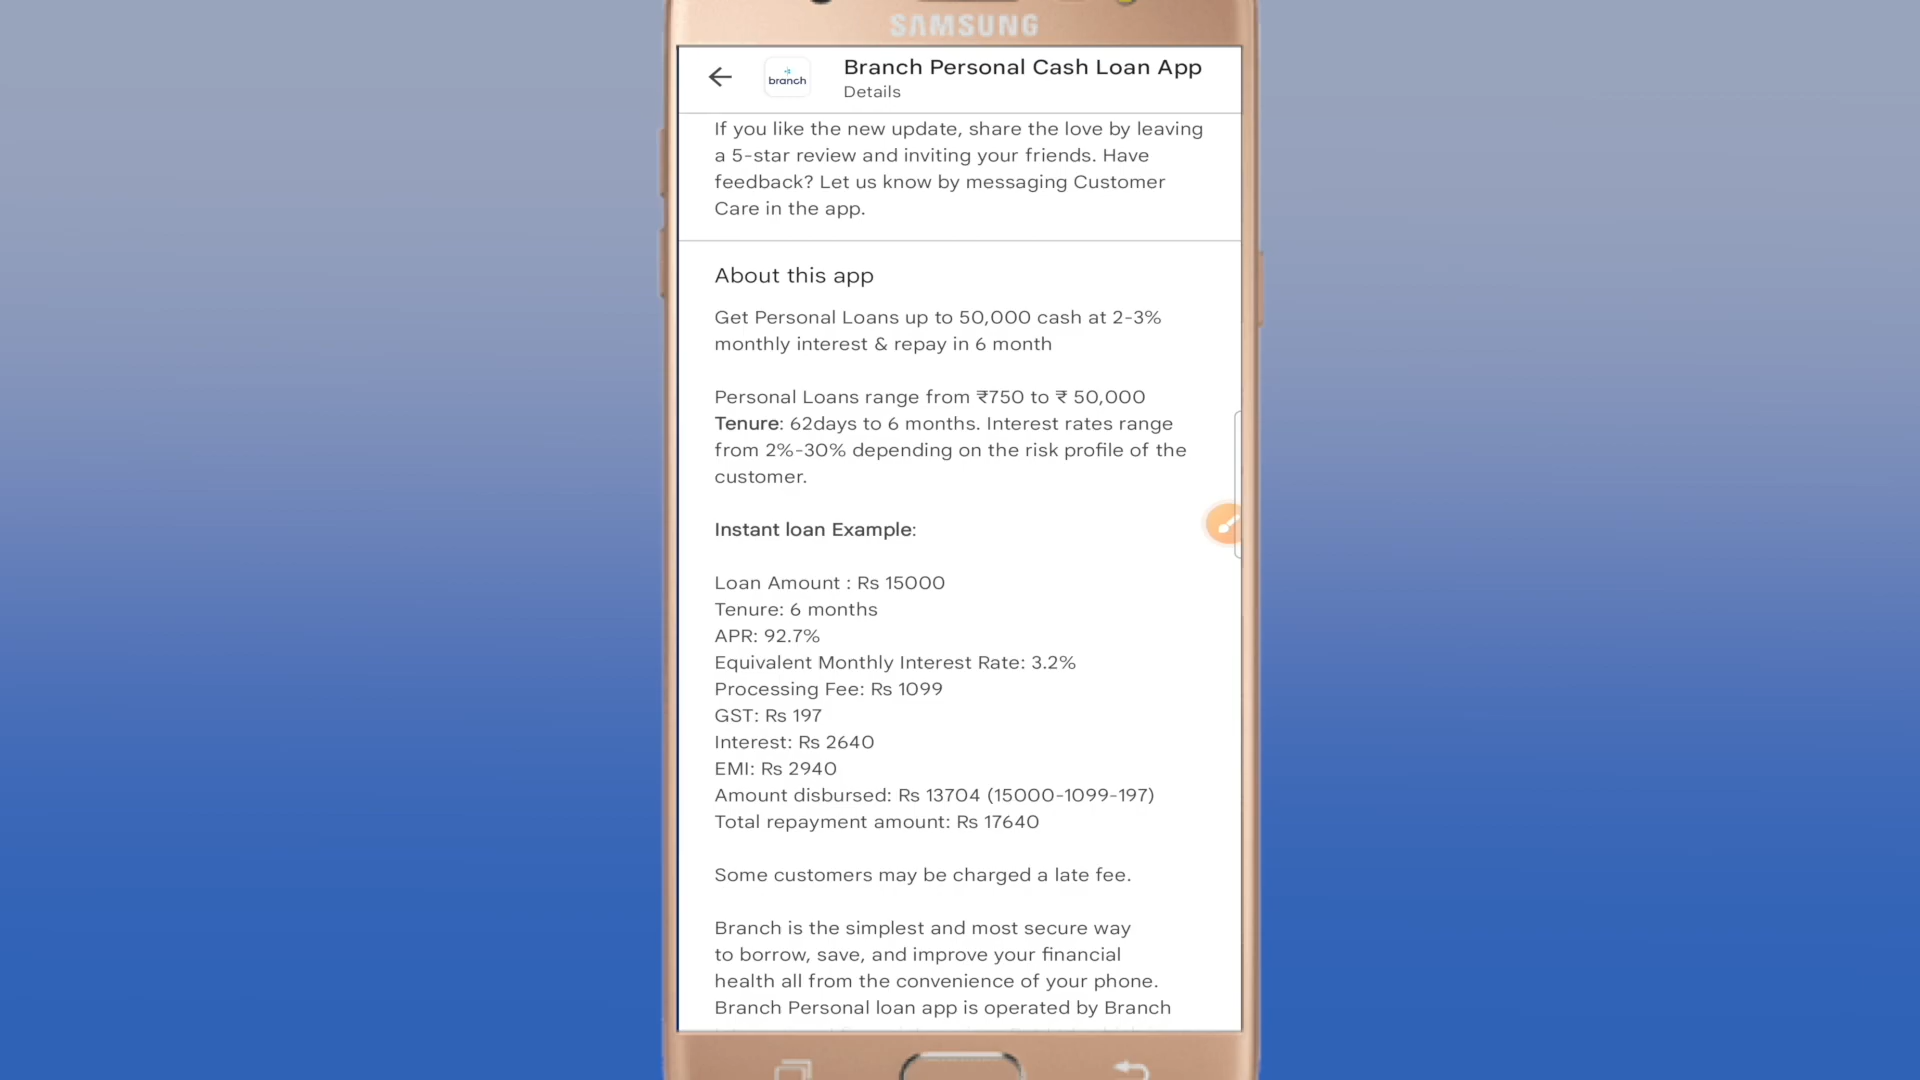 SAMSUNG
branch
Branch Personal Cash Loan App
Details
If you like the new update, share the love by leaving
a 5-star review and inviting your friends. Have
feedback? Let us know by messaging Customer
Care in the app.
About this app
Get Personal Loans up to 50,000 cash at 2-3%
monthly interest & repay in 6 month
Personal Loans range from ₹750 to ₹ 50,000
Tenure: 62days to 6 months. Interest rates range
from 2%-30% depending on the risk profile of the
customer.
Instant loan Example:
Loan Amount : Rs 15000
Tenure: 6 months
APR: 92.7%
Equivalent Monthly Interest Rate: 3.2%
Processing Fee: Rs 1099
GST: Rs 197
Interest: Rs 2640
EMI: Rs 2940
Amount disbursed: Rs 13704 (15000-1099-197)
Total repayment amount: Rs 17640
Some customers may be charged a late fee.
Branch is the simplest and most secure way
to borrow, save, and improve your financial
health all from the convenience of your phone.
Branch Personal loan app is operated by Branch